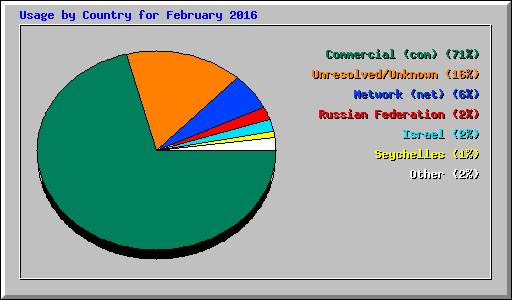 Usage by Country for February 2016
Commercial (com) (71%)
Unresolved/Unknown (16%)
Network (net) (6%)
Russian Federation (2%)
Israel (2%)
Seychelles (1%)
Other (2%)